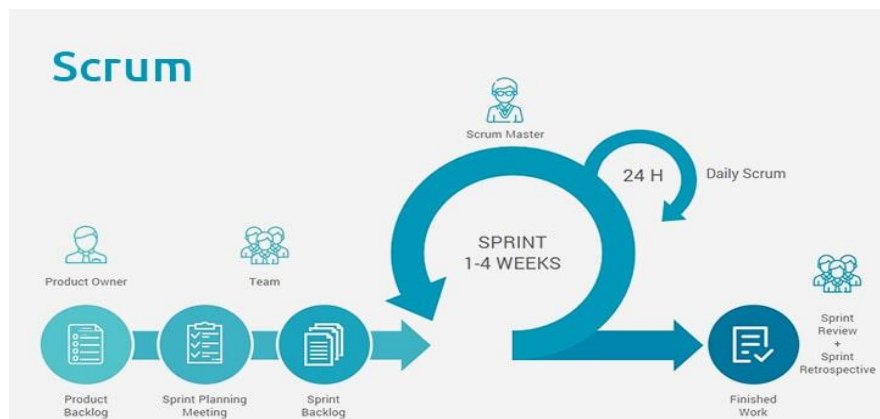 Scrum
Scrum Master
24 H
Daily Scrum
SPRINT
1-4 WEEKS
Product Owner
Team
Product
Backlog
Sprint Planning
Meeting
Sprint
Backlog
Finished
Work
Sprint
Review
+
Sprint
Retrospective